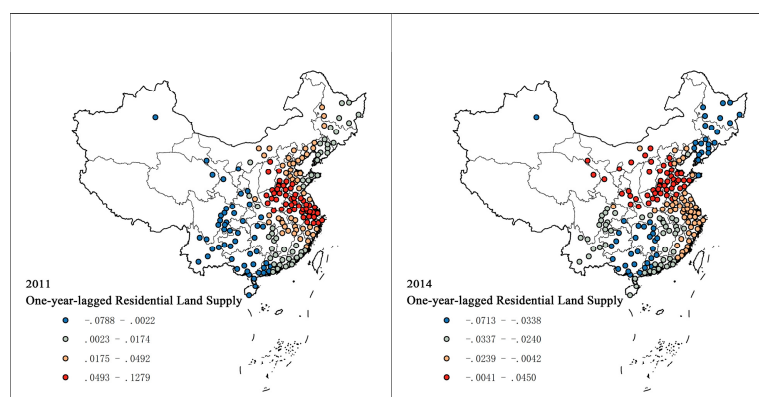 2011
One-year-lagged Residential Land Supply
-.0788 - .0022
.0023 - .0174
.0175 - .0492
.0493 - .1279
2014
One-year-lagged Residential Land Supply
-.0713 - -.0338
-.0337 - -.0240
-.0239 - -.0042
-.0041 - .0450